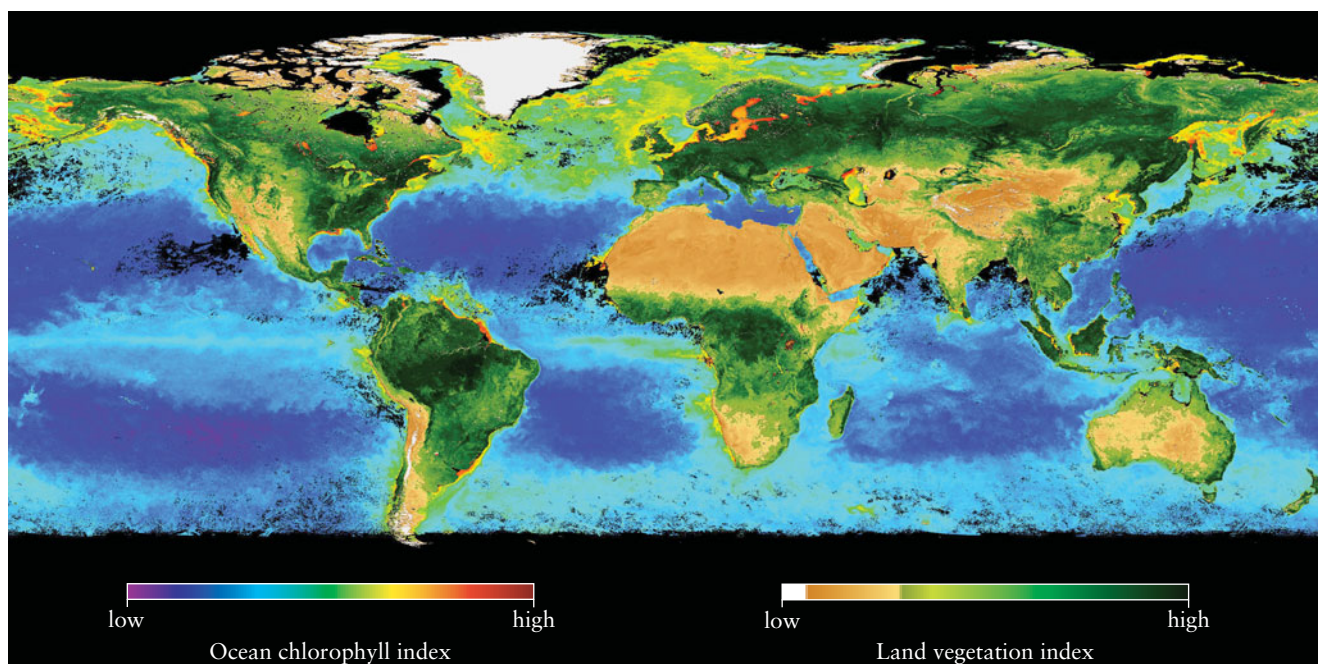 low
high
Ocean chlorophyll index
low
high
Land vegetation index